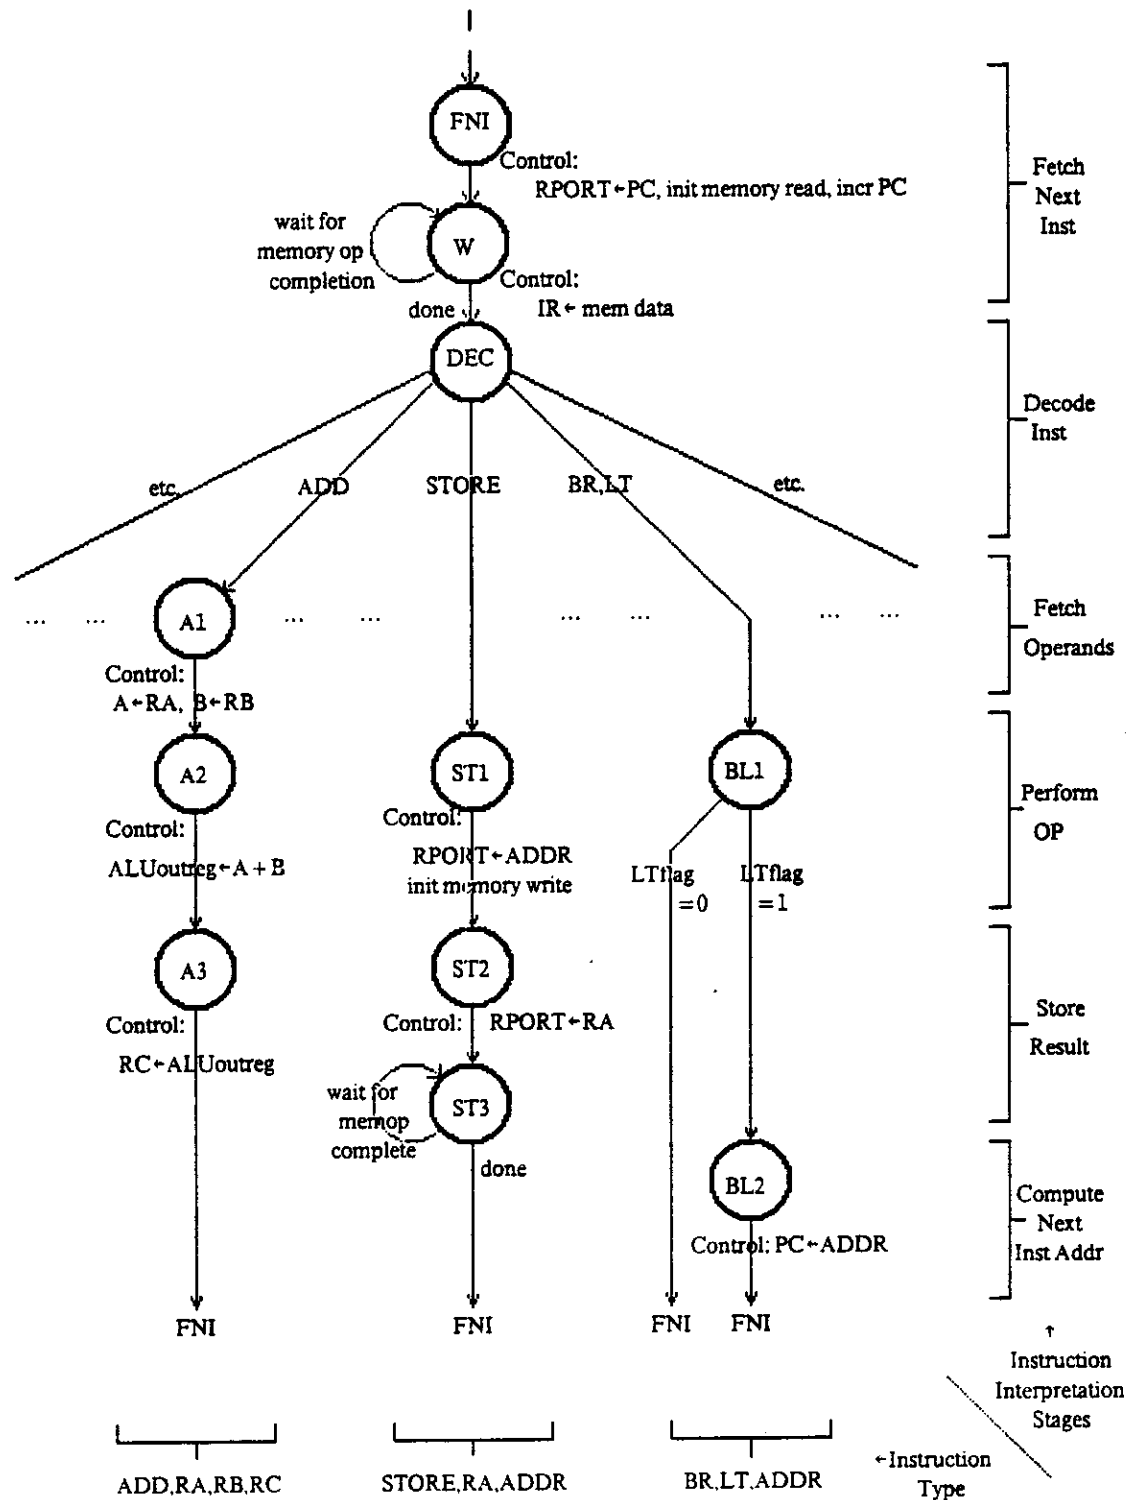 FNI
Control:
RPORT←PC, init memory read, incr PC
Fetch
Next
Inst
wait for
memory op
completion
W
Control:
done
IR ← mem data
DEC
Decode
Inst
etc.
ADD
STORE
BR,LT
etc.
... ... A1 ... ... ... ... ... ...
Fetch
Operands
Control:
A←RA, B←RB
A2
ST1
BL1
Perform
OP
Control:
Control:
ALUoutreg←A + B
RPORT←ADDR
init memory write
LTflag
=0
LTflag
=1
A3
ST2
Store
Result
Control:
RC←ALUoutreg
Control: RPORT←RA
wait for
memop
complete
ST3
done
BL2
Compute
Next
Inst Addr
Control: PC←ADDR
FNI
FNI
FNI
FNI
↑
Instruction
Interpretation
Stages
←Instruction
Type
ADD,RA,RB,RC
STORE,RA,ADDR
BR,LT,ADDR